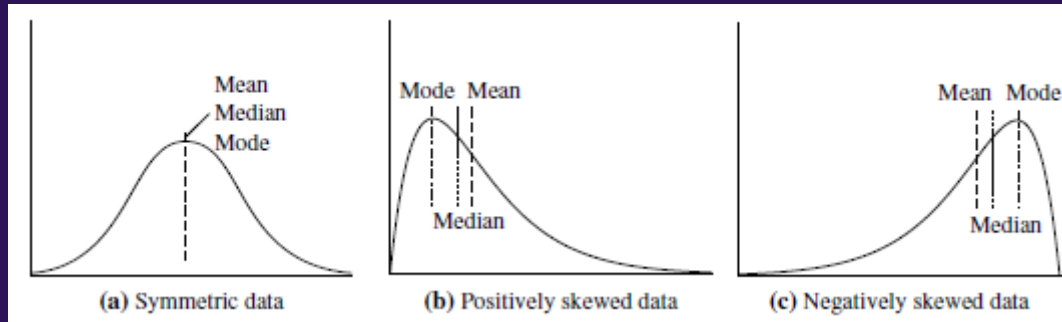 Mean
Median
Mode
(a) Symmetric data
Mode Mean
Median
(b) Positively skewed data
Mean Mode
Median
(c) Negatively skewed data